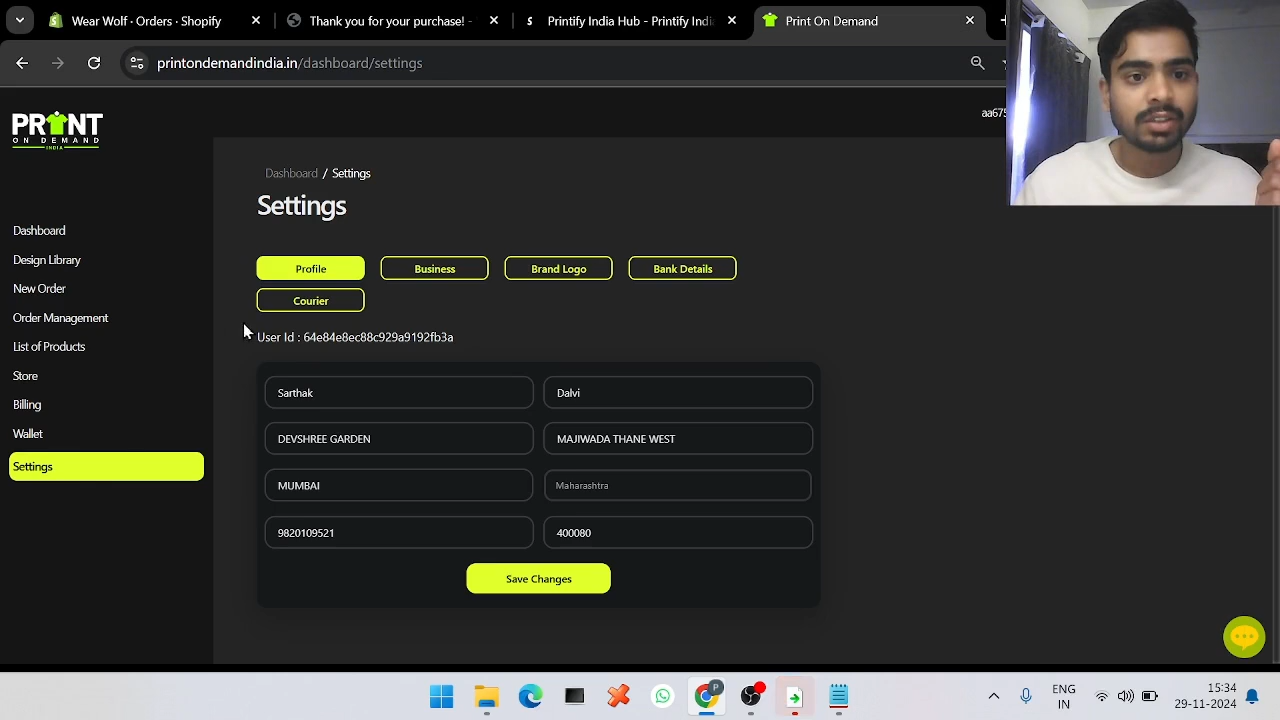 Wear Wolf · Orders · Shopify
Thank you for your purchase! -
Printify India Hub - Printify Indi
Print On Demand
printondemandindia.in/dashboard/settings
PRINT
ON DEMAND
INDIA
aa675
Dashboard / Settings
Settings
Dashboard
Design Library
New Order
Order Management
List of Products
Store
Billing
Wallet
Settings
Profile
Business
Brand Logo
Bank Details
Courier
User Id : 64e84e8ec88c929a9192fb3a
Sarthak
Dalvi
DEVSHREE GARDEN
MAJIWADA THANE WEST
MUMBAI
Maharashtra
9820109521
400080
Save Changes
P
ENG
IN
15:34
29-11-2024